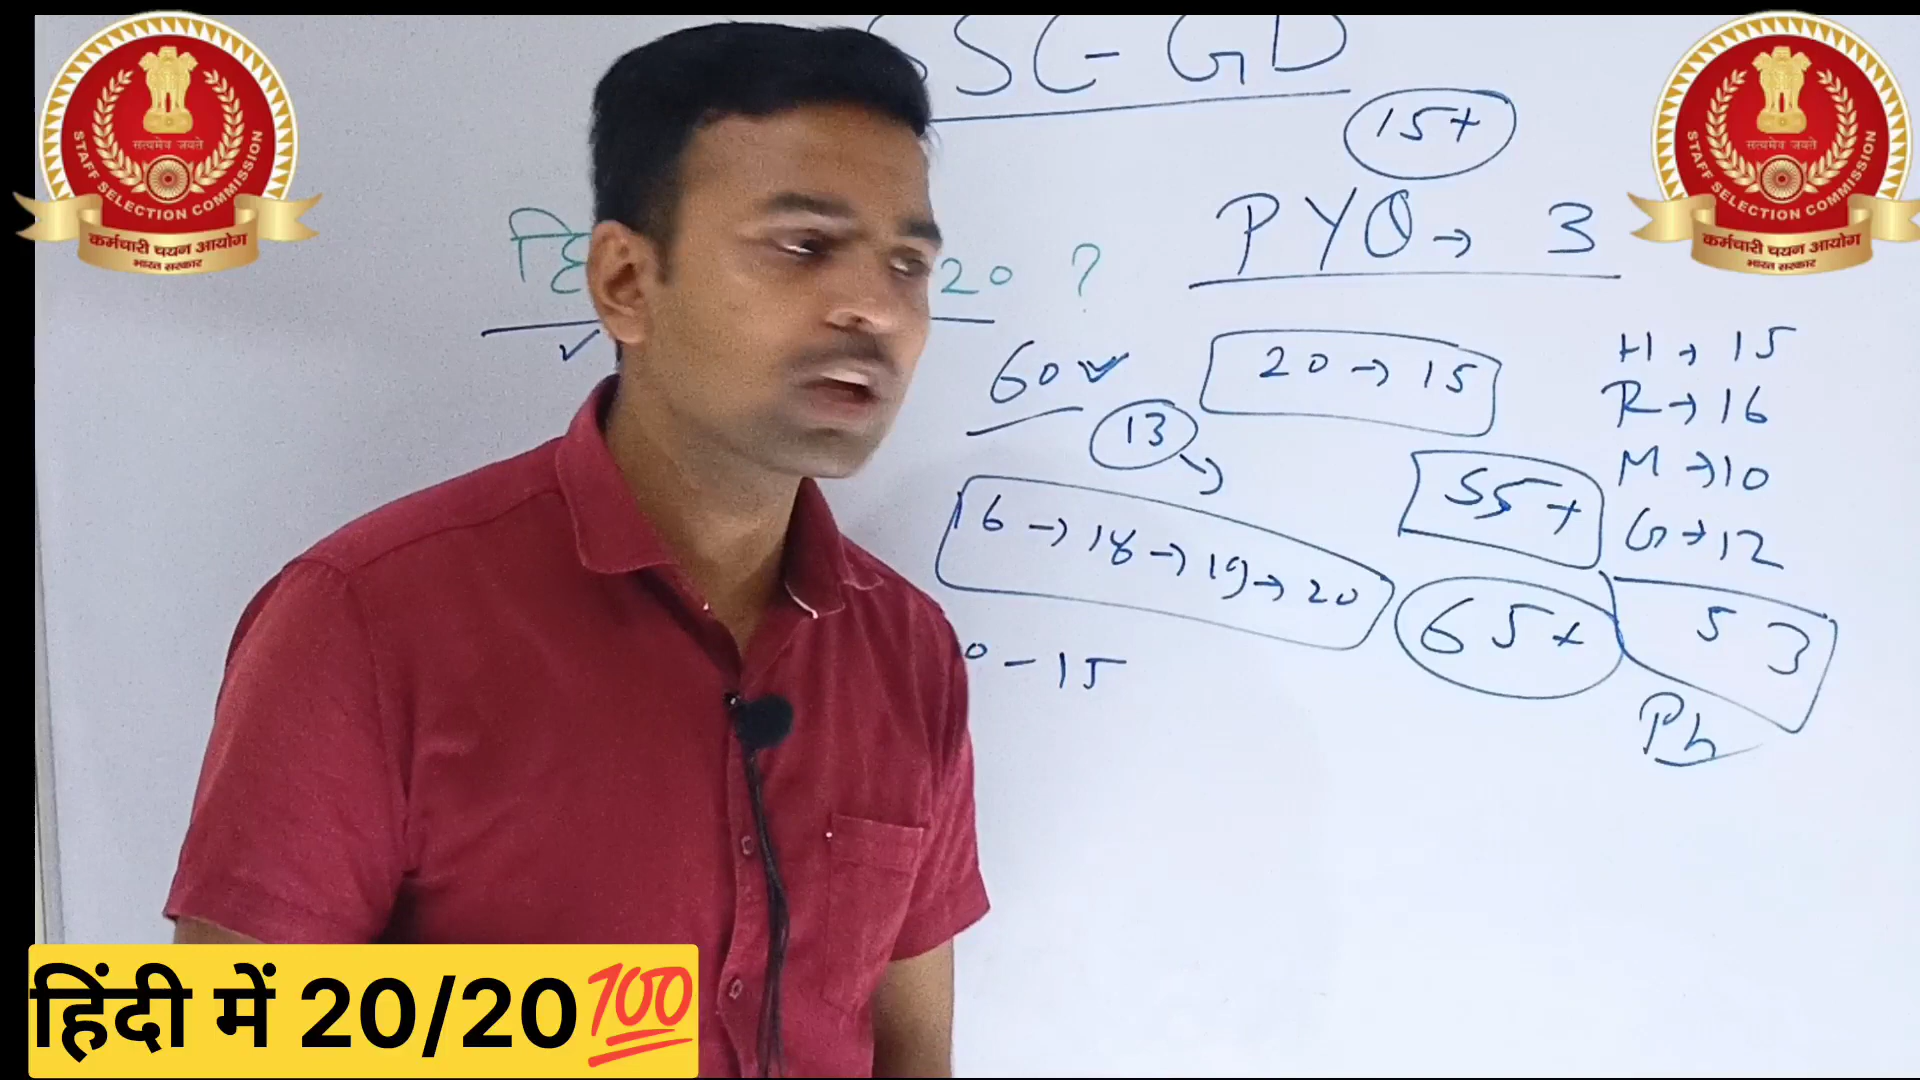 SSC-GD
15+
PYQ → 3
20 ?
60
20 → 15
13 →
16 → 18 → 19 → 20
0 - 15
H → 15
R → 16
M → 10
G → 12
53
55+
65+
Ph
STAFF SELECTION COMMISSION
सत्यमेव जयते
कर्मचारी चयन आयोग
भारत सरकार
STAFF SELECTION COMMISSION
सत्यमेव जयते
कर्मचारी चयन आयोग
भारत सरकार
हिंदी में 20/20💯